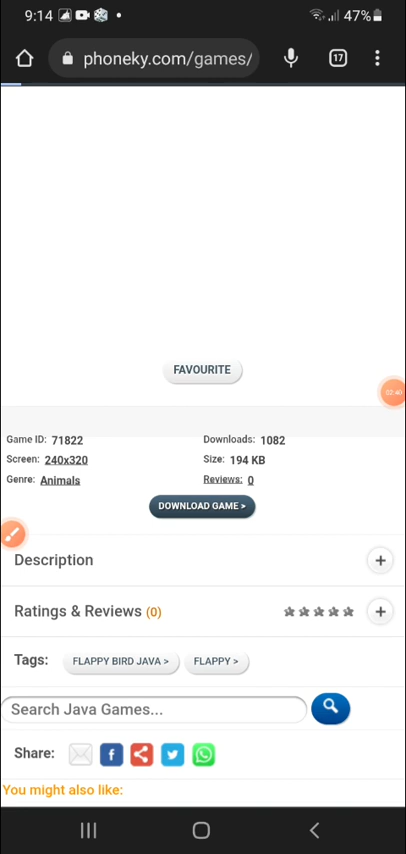 9:14 47%
phoneky.com/games/ 17
FAVOURITE
02:40
Game ID: 71822 Downloads: 1082
Screen: 240x320 Size: 194 KB
Genre: Animals Reviews: 0
DOWNLOAD GAME >
Description
Ratings & Reviews (0)
Tags: FLAPPY BIRD JAVA > FLAPPY >
Search Java Games...
Share:
You might also like: